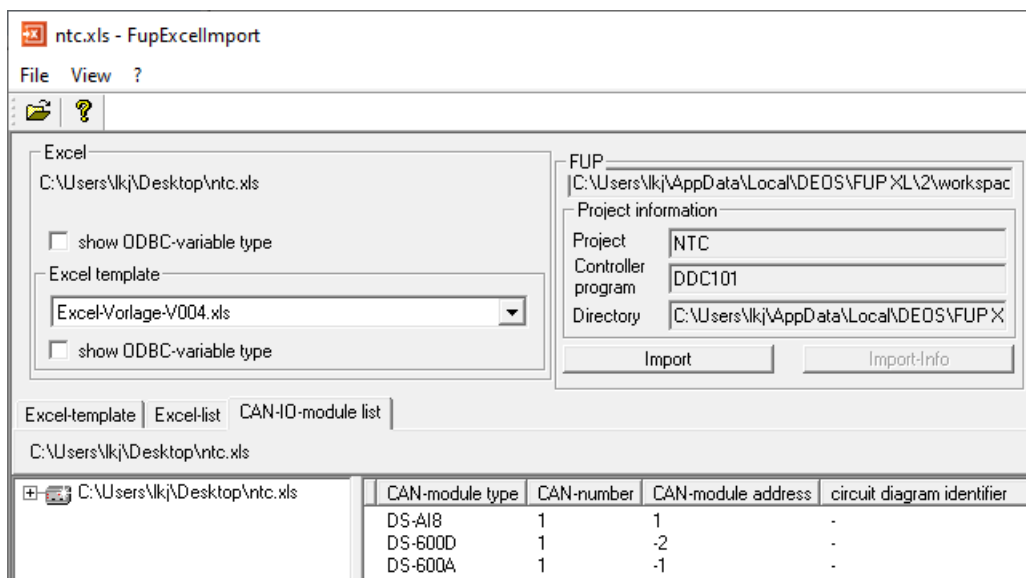 ntc.xls - FupExcelImport
File View ?
Excel
C:\Users\lkj\Desktop\ntc.xls
show ODBC-variable type
Excel template
Excel-Vorlage-V004.xls
show ODBC-variable type
FUP
C:\Users\lkj\AppData\Local\DEOS\FUP XL\2\workspac
Project information
Project NTC
Controller program DDC101
Directory C:\Users\lkj\AppData\Local\DEOS\FUP X
Import Import-Info
Excel-template Excel-list CAN-IO-module list
C:\Users\lkj\Desktop\ntc.xls
C:\Users\lkj\Desktop\ntc.xls
CAN-module type CAN-number CAN-module address circuit diagram identifier
DS-AI8 1 1 -
DS-600D 1 -2 -
DS-600A 1 -1 -